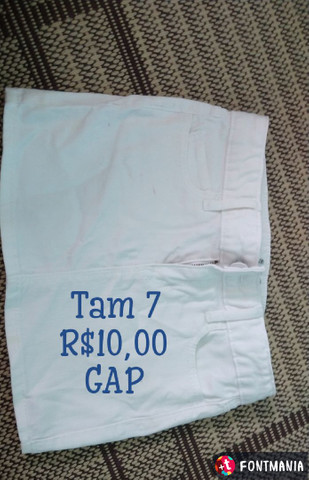 Tam 7
R$10,00
GAP
FONTMANIA